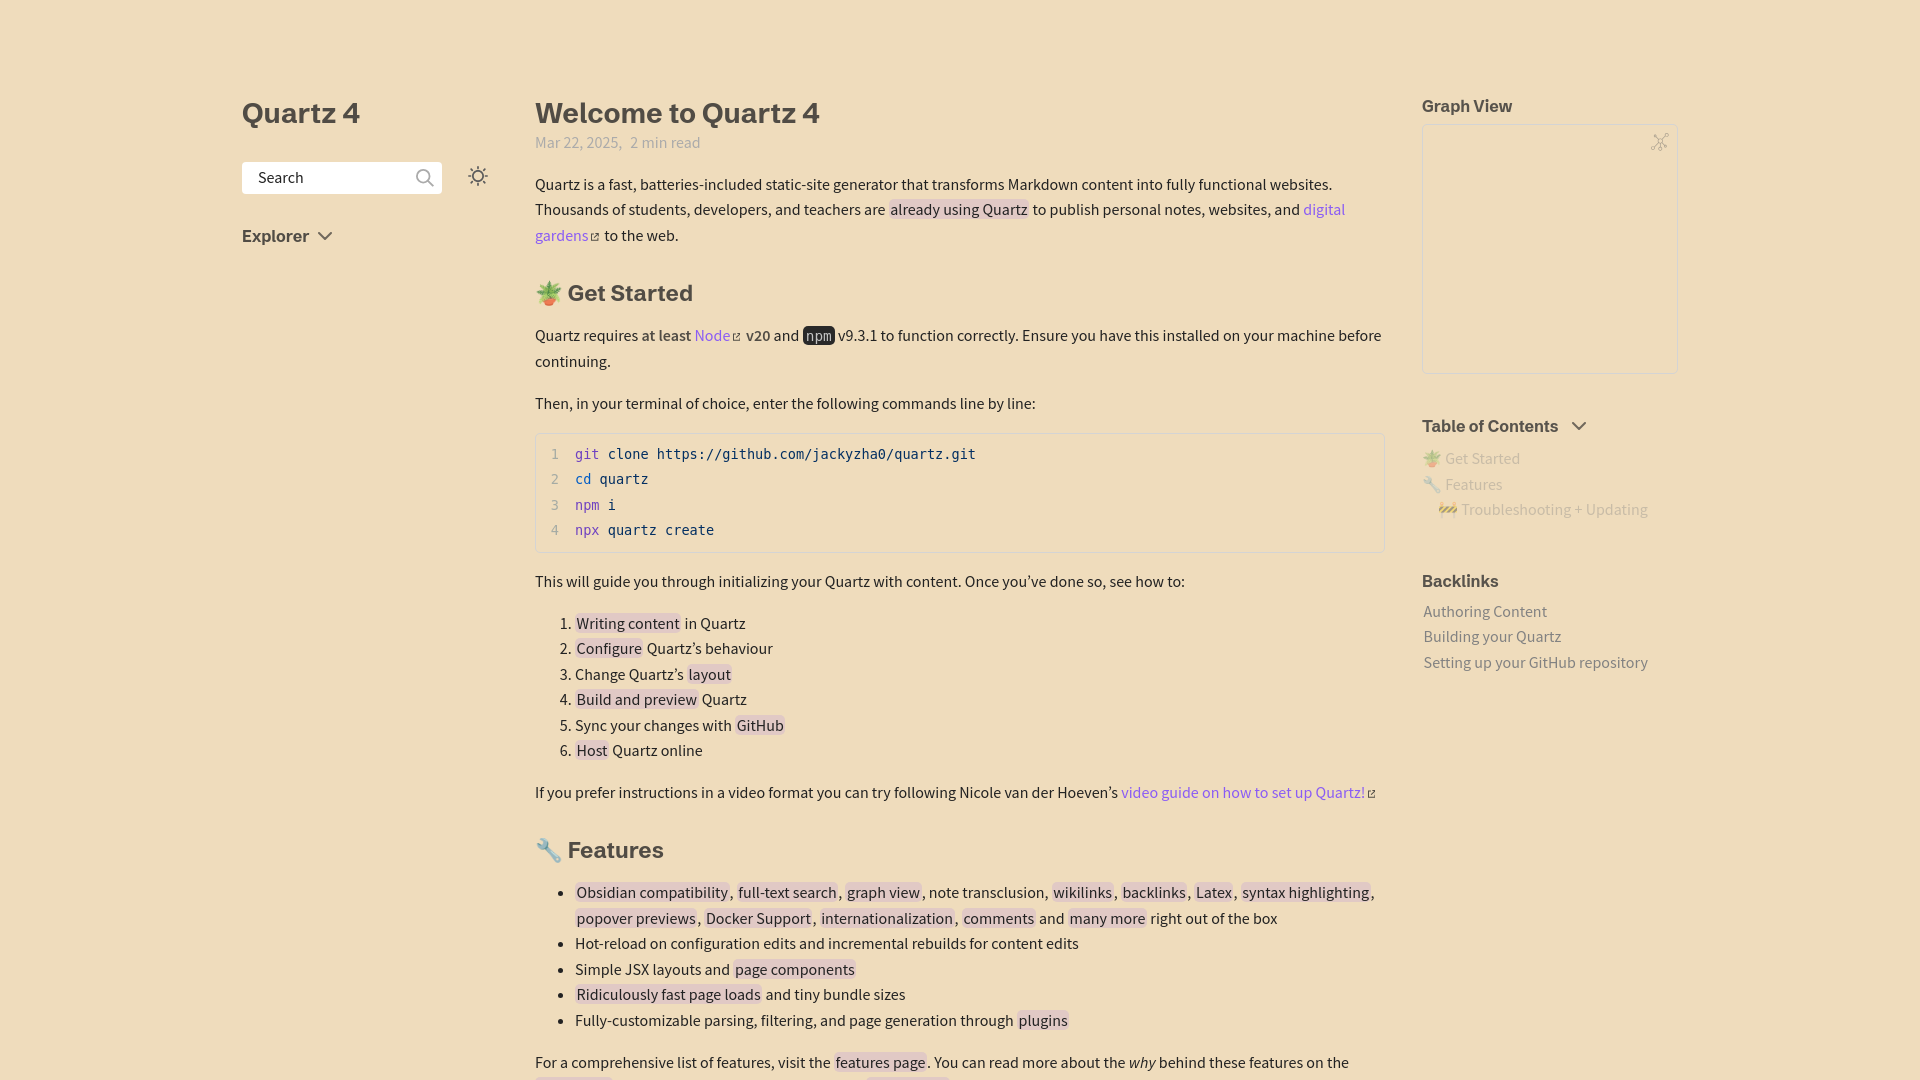 Quartz 4
Search
Explorer
Welcome to Quartz 4
Mar 22, 2025, 2 min read
Quartz is a fast, batteries-included static-site generator that transforms Markdown content into fully functional websites.
Thousands of students, developers, and teachers are already using Quartz to publish personal notes, websites, and digital
gardens to the web.
🪴 Get Started
Quartz requires at least Node v20 and npm v9.3.1 to function correctly. Ensure you have this installed on your machine before
continuing.
Then, in your terminal of choice, enter the following commands line by line:
1 git clone https://github.com/jackyzha0/quartz.git
2 cd quartz
3 npm i
4 npx quartz create
This will guide you through initializing your Quartz with content. Once you’ve done so, see how to:
1. Writing content in Quartz
2. Configure Quartz’s behaviour
3. Change Quartz’s layout
4. Build and preview Quartz
5. Sync your changes with GitHub
6. Host Quartz online
If you prefer instructions in a video format you can try following Nicole van der Hoeven’s video guide on how to set up Quartz!
🔧 Features
• Obsidian compatibility, full-text search, graph view, note transclusion, wikilinks, backlinks, Latex, syntax highlighting,
popover previews, Docker Support, internationalization, comments and many more right out of the box
• Hot-reload on configuration edits and incremental rebuilds for content edits
• Simple JSX layouts and page components
• Ridiculously fast page loads and tiny bundle sizes
• Fully-customizable parsing, filtering, and page generation through plugins
For a comprehensive list of features, visit the features page. You can read more about the why behind these features on the
Graph View
Table of Contents
🪴 Get Started
🔧 Features
🚧 Troubleshooting + Updating
Backlinks
Authoring Content
Building your Quartz
Setting up your GitHub repository